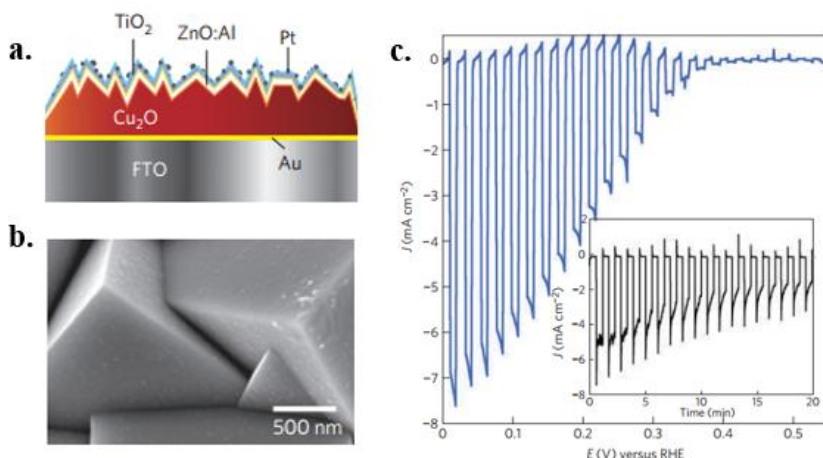 a.
TiO2
ZnO:Al
Pt
Cu2O
Au
FTO
b.
500 nm
c.
0
−1
−2
−3
−4
−5
−6
−7
−8
J (mA cm−2)
0
0.1
0.2
0.3
0.4
0.5
E (V) versus RHE
2
0
−2
−4
−6
−8
J (mA cm−2)
0
5
10
15
20
Time (min)